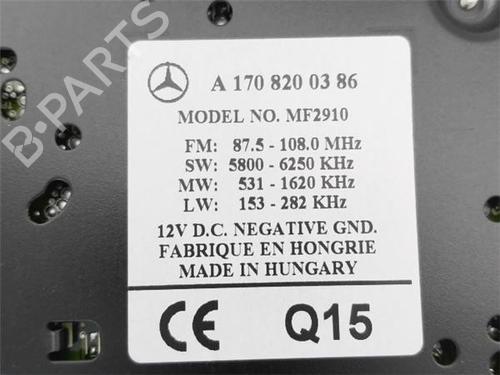 B-PARTS
A 170 820 03 86
MODEL NO. MF2910
FM: 87.5 - 108.0 MHz
SW: 5800 - 6250 KHz
MW: 531 - 1620 KHz
LW: 153 - 282 KHz
12V D.C. NEGATIVE GND.
FABRIQUE EN HONGRIE
MADE IN HUNGARY
CE Q15